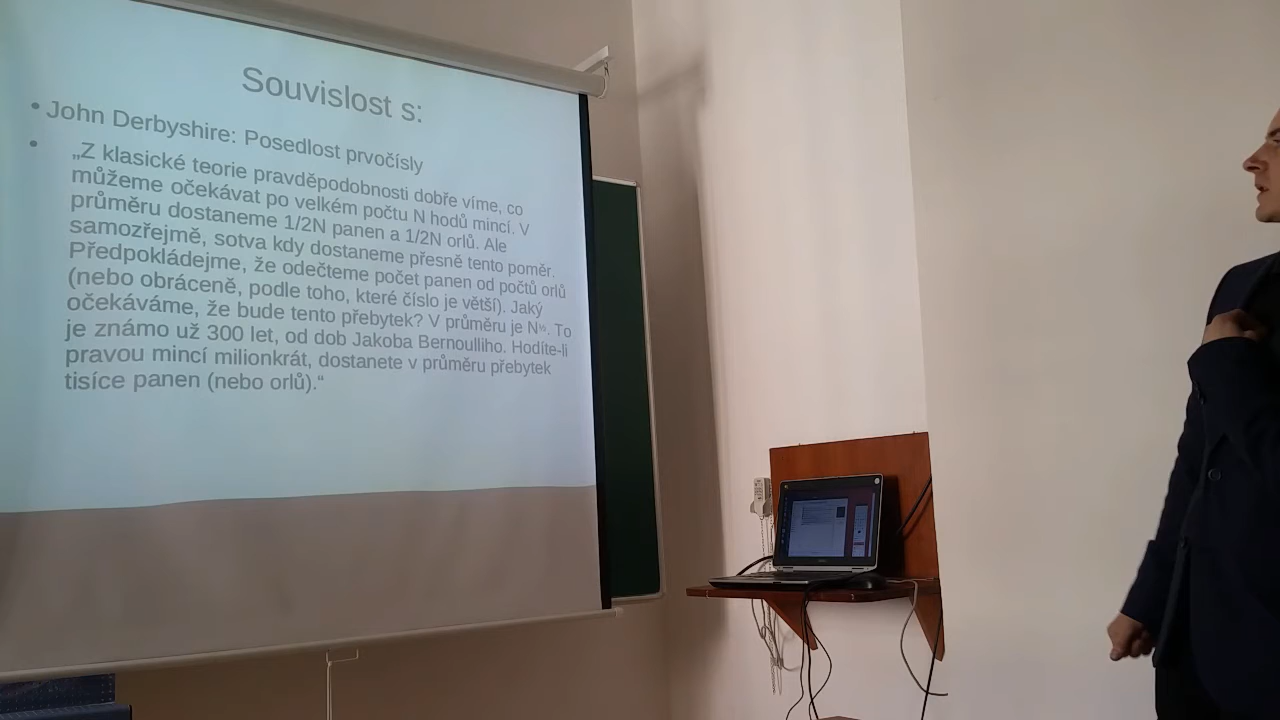 Souvislost s:
• John Derbyshire: Posedlost prvočísly
• „Z klasické teorie pravděpodobnosti dobře víme, co
můžeme očekávat po velkém počtu N hodů mincí. V
průměru dostaneme 1/2N panen a 1/2N orlů. Ale
samozřejmě, sotva kdy dostaneme přesně tento poměr.
Předpokládejme, že odečteme počet panen od počtů orlů
(nebo obráceně, podle toho, které číslo je větší). Jaký
očekáváme, že bude tento přebytek? V průměru je N½. To
je známo už 300 let, od dob Jakoba Bernoulliho. Hodíte-li
pravou mincí milionkrát, dostanete v průměru přebytek
tisíce panen (nebo orlů).“